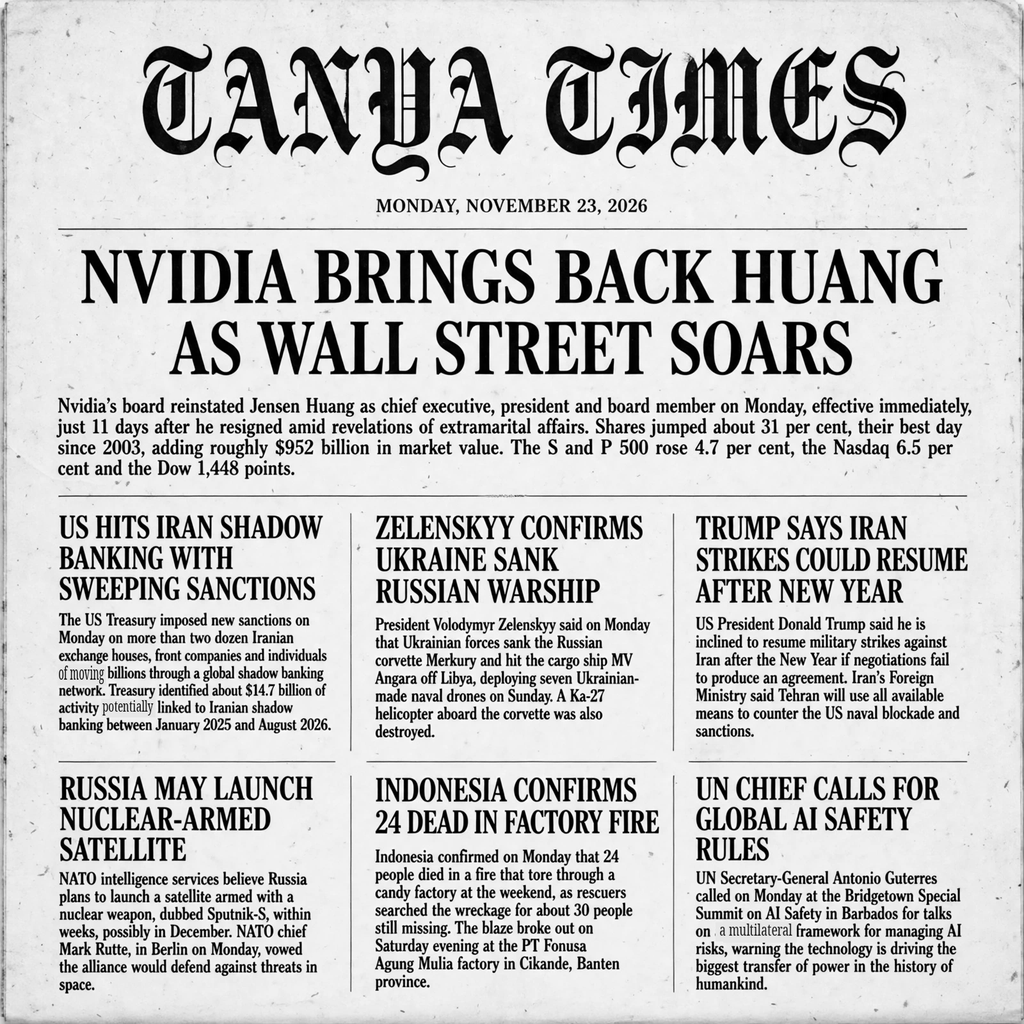 TANYA TIMES
MONDAY, NOVEMBER 23, 2026
NVIDIA BRINGS BACK HUANG
AS WALL STREET SOARS
Nvidia's board reinstated Jensen Huang as chief executive, president and board member on Monday, effective immediately,
just 11 days after he resigned amid revelations of extramarital affairs. Shares jumped about 31 per cent, their best day
since 2003, adding roughly $952 billion in market value. The S and P 500 rose 4.7 per cent, the Nasdaq 6.5 per
cent and the Dow 1,448 points.
US HITS IRAN SHADOW
BANKING WITH
SWEEPING SANCTIONS
The US Treasury imposed new sanctions on
Monday on more than two dozen Iranian
exchange houses, front companies and individuals
of moving billions through a global shadow banking
network. Treasury identified about $14.7 billion of
activity potentially linked to Iranian shadow
banking between January 2025 and August 2026.
ZELENSKYY CONFIRMS
UKRAINE SANK
RUSSIAN WARSHIP
President Volodymyr Zelenskyy said on Monday
that Ukrainian forces sank the Russian
corvette Merkury and hit the cargo ship MV
Angara off Libya, deploying seven Ukrainian-
made naval drones on Sunday. A Ka-27
helicopter aboard the corvette was also
destroyed.
TRUMP SAYS IRAN
STRIKES COULD RESUME
AFTER NEW YEAR
US President Donald Trump said he is
inclined to resume military strikes against
Iran after the New Year if negotiations fail
to produce an agreement. Iran's Foreign
Ministry said Tehran will use all available
means to counter the US naval blockade and
sanctions.
RUSSIA MAY LAUNCH
NUCLEAR-ARMED
SATELLITE
NATO intelligence services believe Russia
plans to launch a satellite armed with a
nuclear weapon, dubbed Sputnik-S, within
weeks, possibly in December. NATO chief
Mark Rutte, in Berlin on Monday, vowed
the alliance would defend against threats in
space.
INDONESIA CONFIRMS
24 DEAD IN FACTORY FIRE
Indonesia confirmed on Monday that 24
people died in a fire that tore through a
candy factory at the weekend, as rescuers
searched the wreckage for about 30 people
still missing. The blaze broke out on
Saturday evening at the PT Fonusa
Agung Mulia factory in Cikande, Banten
province.
UN CHIEF CALLS FOR
GLOBAL AI SAFETY
RULES
UN Secretary-General Antonio Guterres
called on Monday at the Bridgetown Special
Summit on AI Safety in Barbados for talks
on a multilateral framework for managing AI
risks, warning the technology is driving the
biggest transfer of power in the history of
humankind.